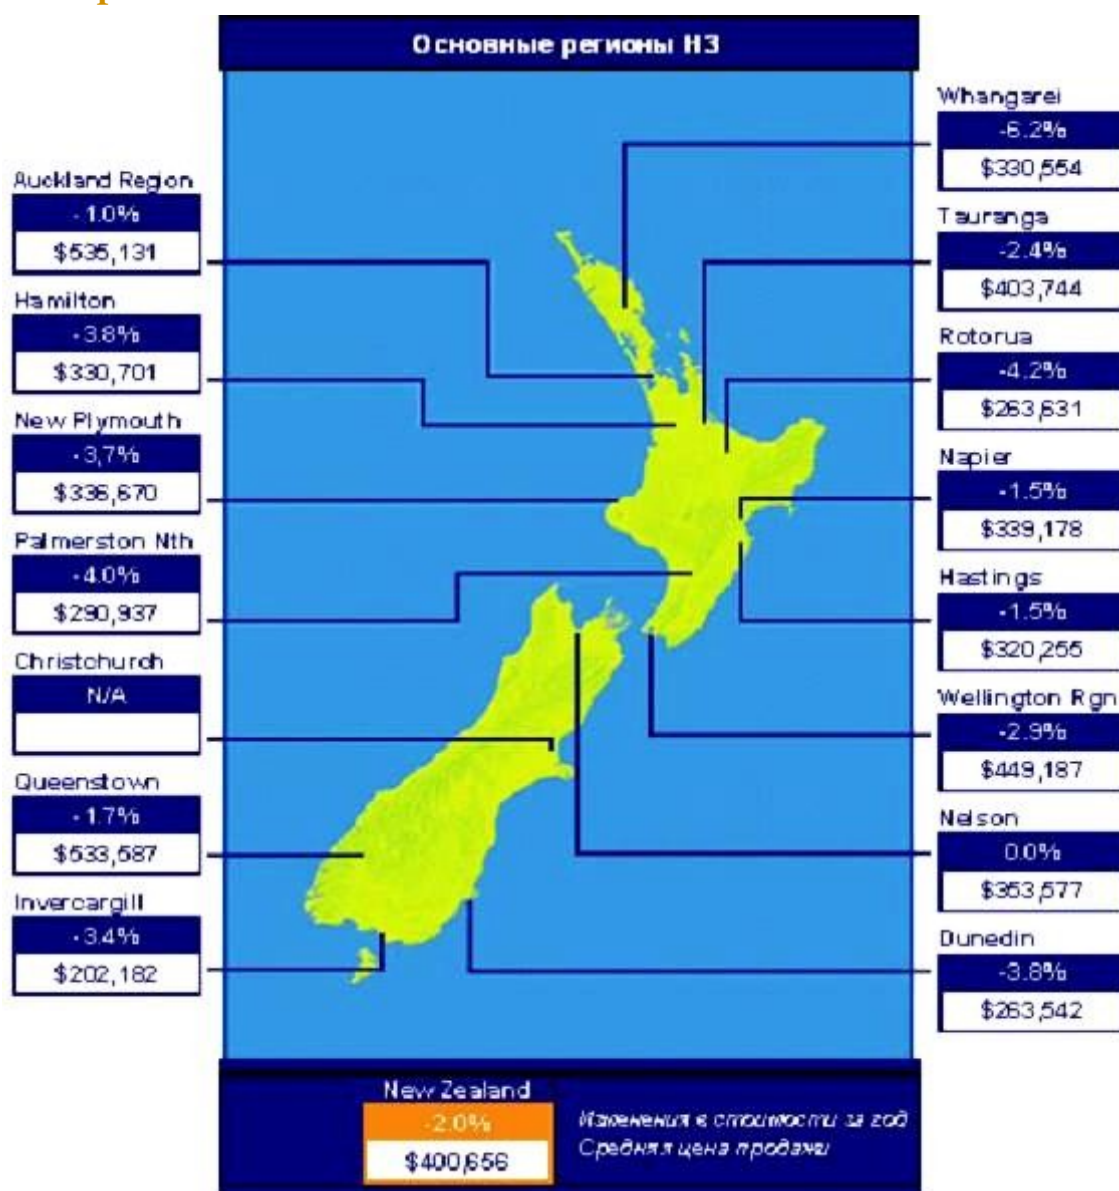 Основные регионы НЗ
Auckland Region
-1.0%
$535,131
Hamilton
-3.8%
$330,701
New Plymouth
-3,7%
$336,670
Palmerston Nth
-4.0%
$290,937
Christchurch
N/A
Queenstown
-1.7%
$533,587
Invercargill
-3.4%
$202,182
Whangarei
-6.2%
$330,554
Tauranga
-2.4%
$403,744
Rotorua
-4.2%
$263,631
Napier
-1.5%
$339,178
Hastings
-1.5%
$320,255
Wellington Rgn
-2.9%
$449,187
Nelson
0.0%
$353,577
Dunedin
-3.8%
$263,542
New Zealand
-2.0%
$400,656
Изменения в стоимости за год
Средняя цена продажи